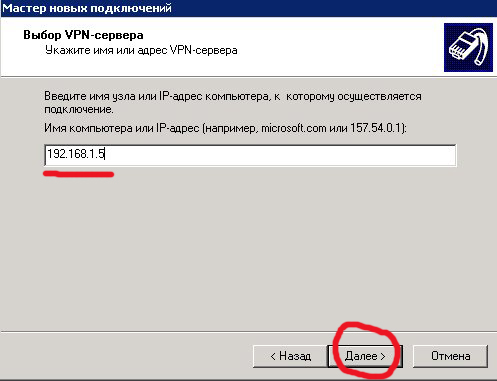 Мастер новых подключений
Выбор VPN-сервера
Укажите имя или адрес VPN-сервера
Введите имя узла или IP-адрес компьютера, к которому осуществляется
подключение.
Имя компьютера или IP-адрес (например, microsoft.com или 157.54.0.1):
192.168.1.5
< Назад Далее > Отмена